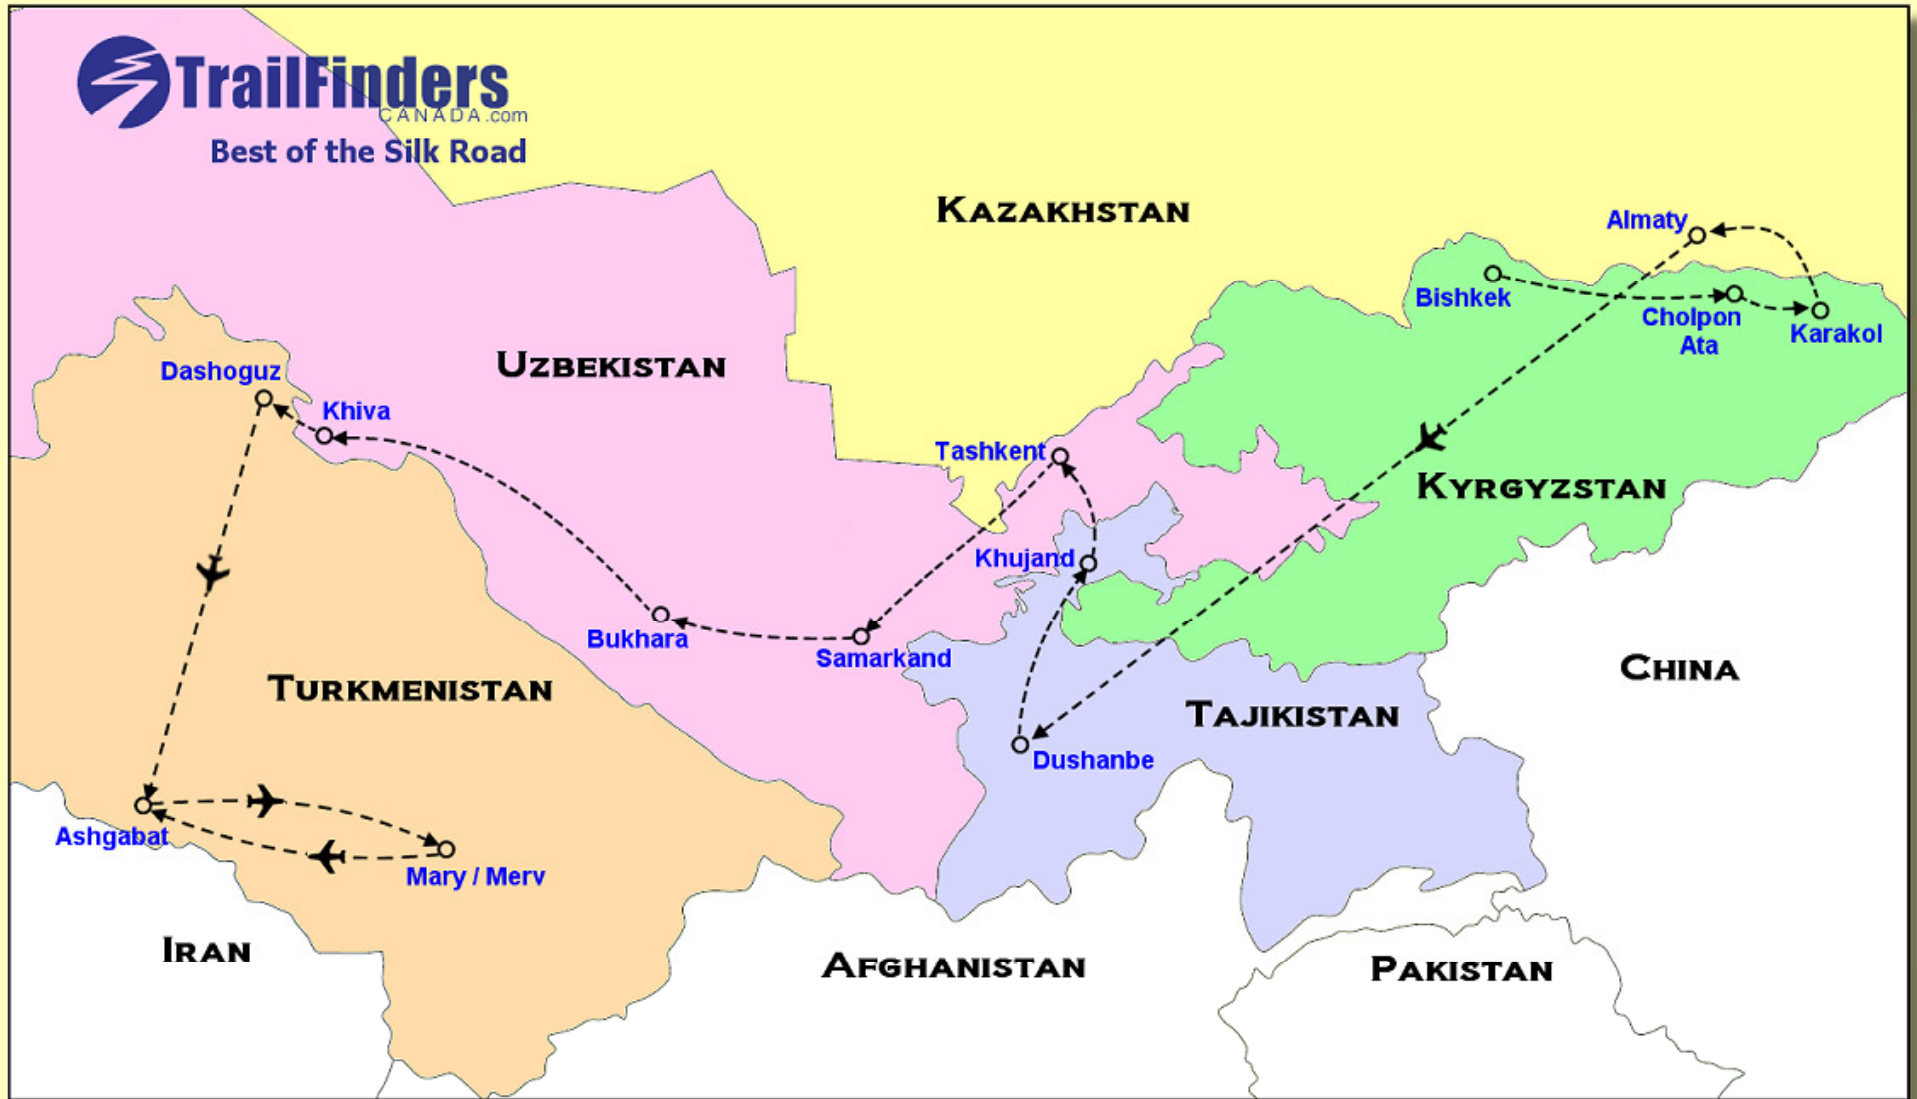 TrailFinders
CANADA.com
Best of the Silk Road
KAZAKHSTAN
Almaty
Bishkek
Cholpon
Ata
Karakol
UZBEKISTAN
Dashoguz
Khiva
Tashkent
KYRGYZSTAN
Khujand
Bukhara
Samarkand
CHINA
TURKMENISTAN
TAJIKISTAN
Dushanbe
Ashgabat
Mary / Merv
IRAN
AFGHANISTAN
PAKISTAN